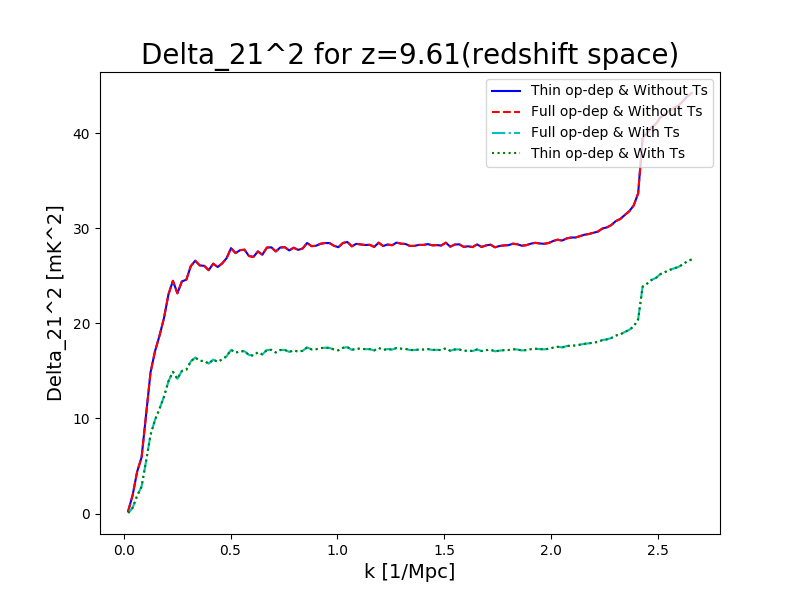 Delta_21^2 for z=9.61(redshift space)
Thin op-dep & Without Ts
Full op-dep & Without Ts
Full op-dep & With Ts
Thin op-dep & With Ts
Delta_21^2 [mK^2]
40
30
20
10
0
0.0 0.5 1.0 1.5 2.0 2.5
k [1/Mpc]